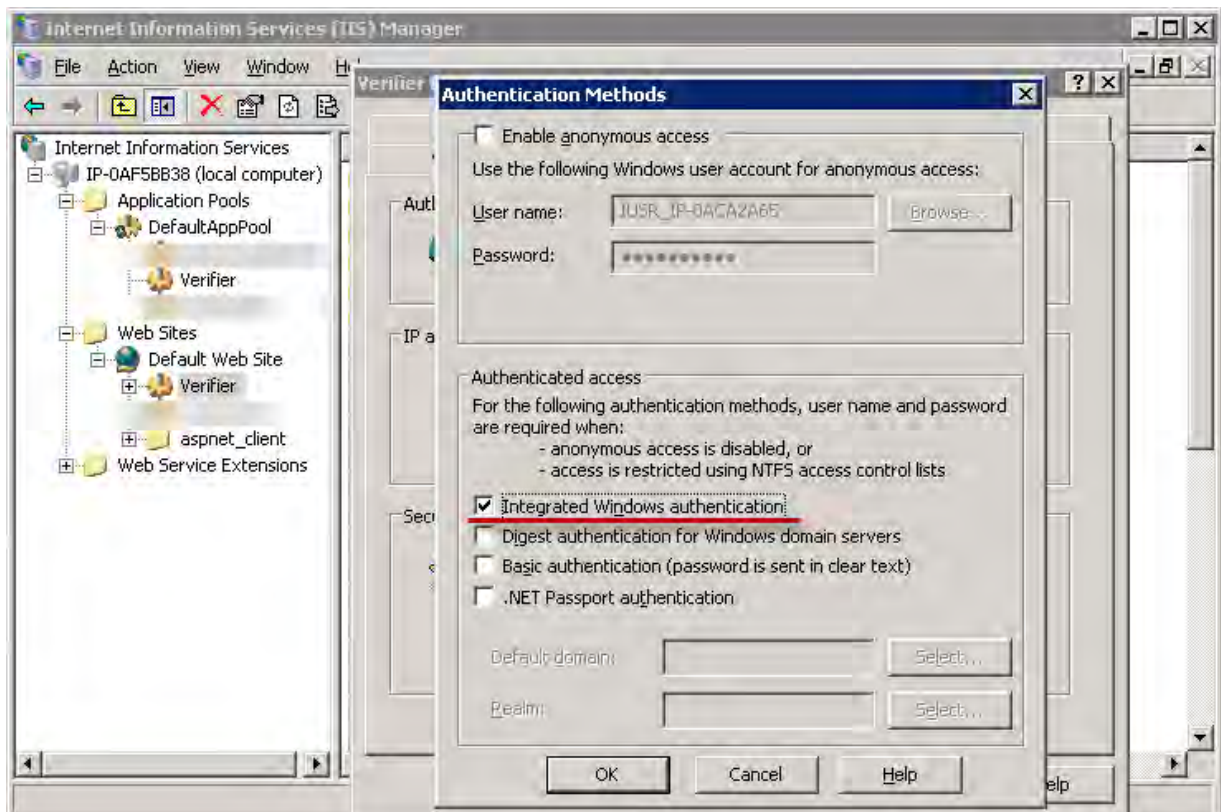 Internet Information Services (IIS) Manager
File Action View Window
Verifier
Authentication Methods
Internet Information Services
IP-0AF5BB38 (local computer)
Application Pools
DefaultAppPool
Verifier
Web Sites
Default Web Site
Verifier
aspnet_client
Web Service Extensions
Enable anonymous access
Use the following Windows user account for anonymous access:
User name: IUSR_IP-0ACA2A65 Browse...
Password: **********
Authenticated access
For the following authentication methods, user name and password
are required when:
- anonymous access is disabled, or
- access is restricted using NTFS access control lists
Integrated Windows authentication
Digest authentication for Windows domain servers
Basic authentication (password is sent in clear text)
.NET Passport authentication
Default domain: Select...
Realm: Select...
OK Cancel Help
elp